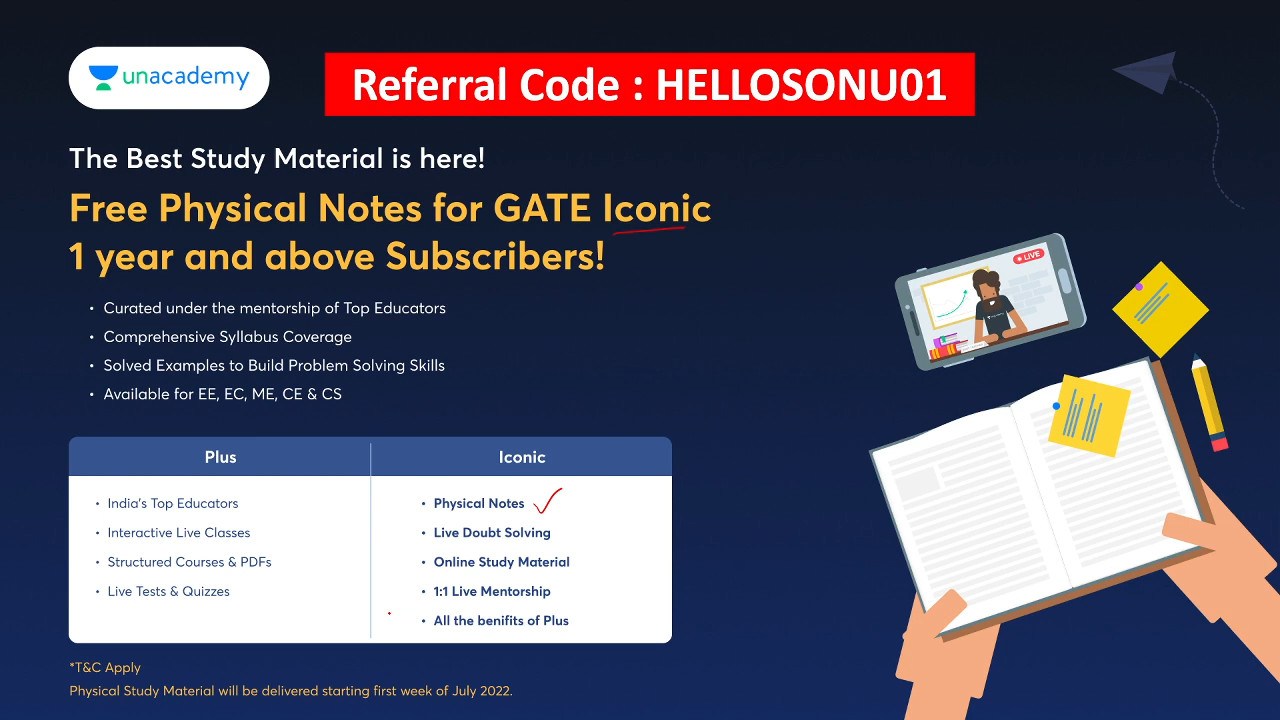 unacademy
Referral Code : HELLOSONU01
The Best Study Material is here!
Free Physical Notes for GATE Iconic
1 year and above Subscribers!
• Curated under the mentorship of Top Educators
• Comprehensive Syllabus Coverage
• Solved Examples to Build Problem Solving Skills
• Available for EE, EC, ME, CE & CS
LIVE
Plus
• India's Top Educators
• Interactive Live Classes
• Structured Courses & PDFs
• Live Tests & Quizzes
Iconic
• Physical Notes
• Live Doubt Solving
• Online Study Material
• 1:1 Live Mentorship
• All the benifits of Plus
*T&C Apply
Physical Study Material will be delivered starting first week of July 2022.